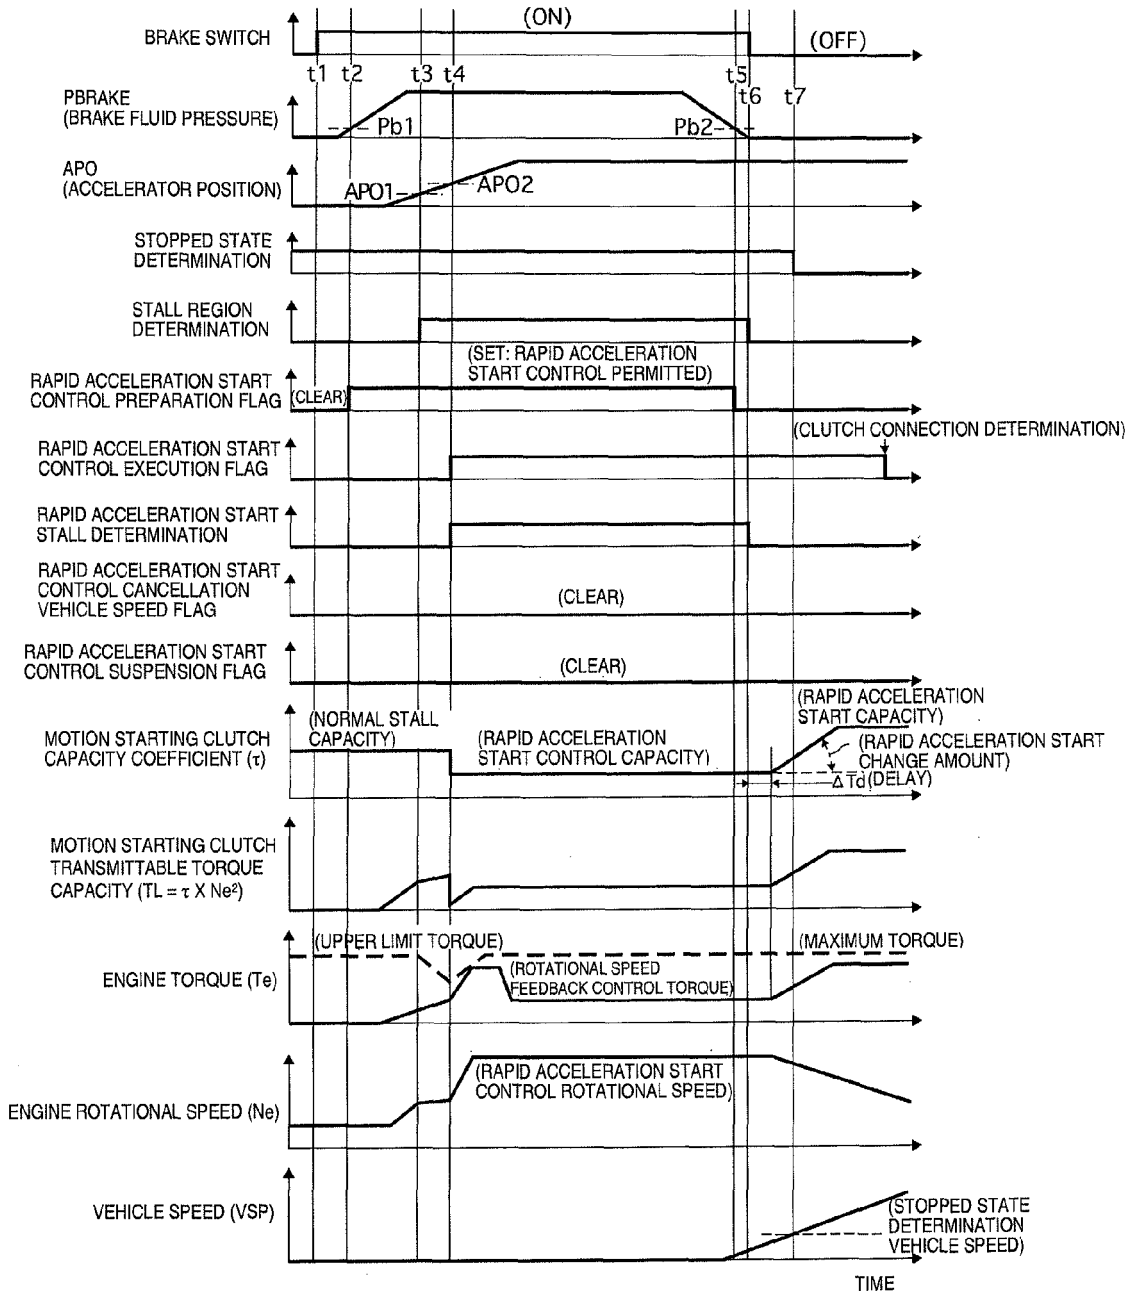 (ON)
BRAKE SWITCH
(OFF)
t1 t2 t3 t4 t5
t6 t7
PBRAKE
(BRAKE FLUID PRESSURE)
Pb1
Pb2
APO
(ACCELERATOR POSITION)
APO1
APO2
STOPPED STATE
DETERMINATION
STALL REGION
DETERMINATION
(SET: RAPID ACCELERATION
START CONTROL PERMITTED)
RAPID ACCELERATION START
CONTROL PREPARATION FLAG
(CLEAR)
(CLUTCH CONNECTION DETERMINATION)
RAPID ACCELERATION START
CONTROL EXECUTION FLAG
RAPID ACCELERATION START
STALL DETERMINATION
RAPID ACCELERATION START
CONTROL CANCELLATION
VEHICLE SPEED FLAG
(CLEAR)
RAPID ACCELERATION START
CONTROL SUSPENSION FLAG
(CLEAR)
(RAPID ACCELERATION
START CAPACITY)
(NORMAL STALL
CAPACITY)
MOTION STARTING CLUTCH
CAPACITY COEFFICIENT (τ)
(RAPID ACCELERATION
START CONTROL CAPACITY)
(RAPID ACCELERATION START
CHANGE AMOUNT)
Δ Td (DELAY)
MOTION STARTING CLUTCH
TRANSMITTABLE TORQUE
CAPACITY (TL = τ X Ne²)
(UPPER LIMIT TORQUE)
(MAXIMUM TORQUE)
ENGINE TORQUE (Te)
(ROTATIONAL SPEED
FEEDBACK CONTROL TORQUE)
(RAPID ACCELERATION START
CONTROL ROTATIONAL SPEED)
ENGINE ROTATIONAL SPEED (Ne)
VEHICLE SPEED (VSP)
(STOPPED STATE
DETERMINATION
VEHICLE SPEED)
TIME